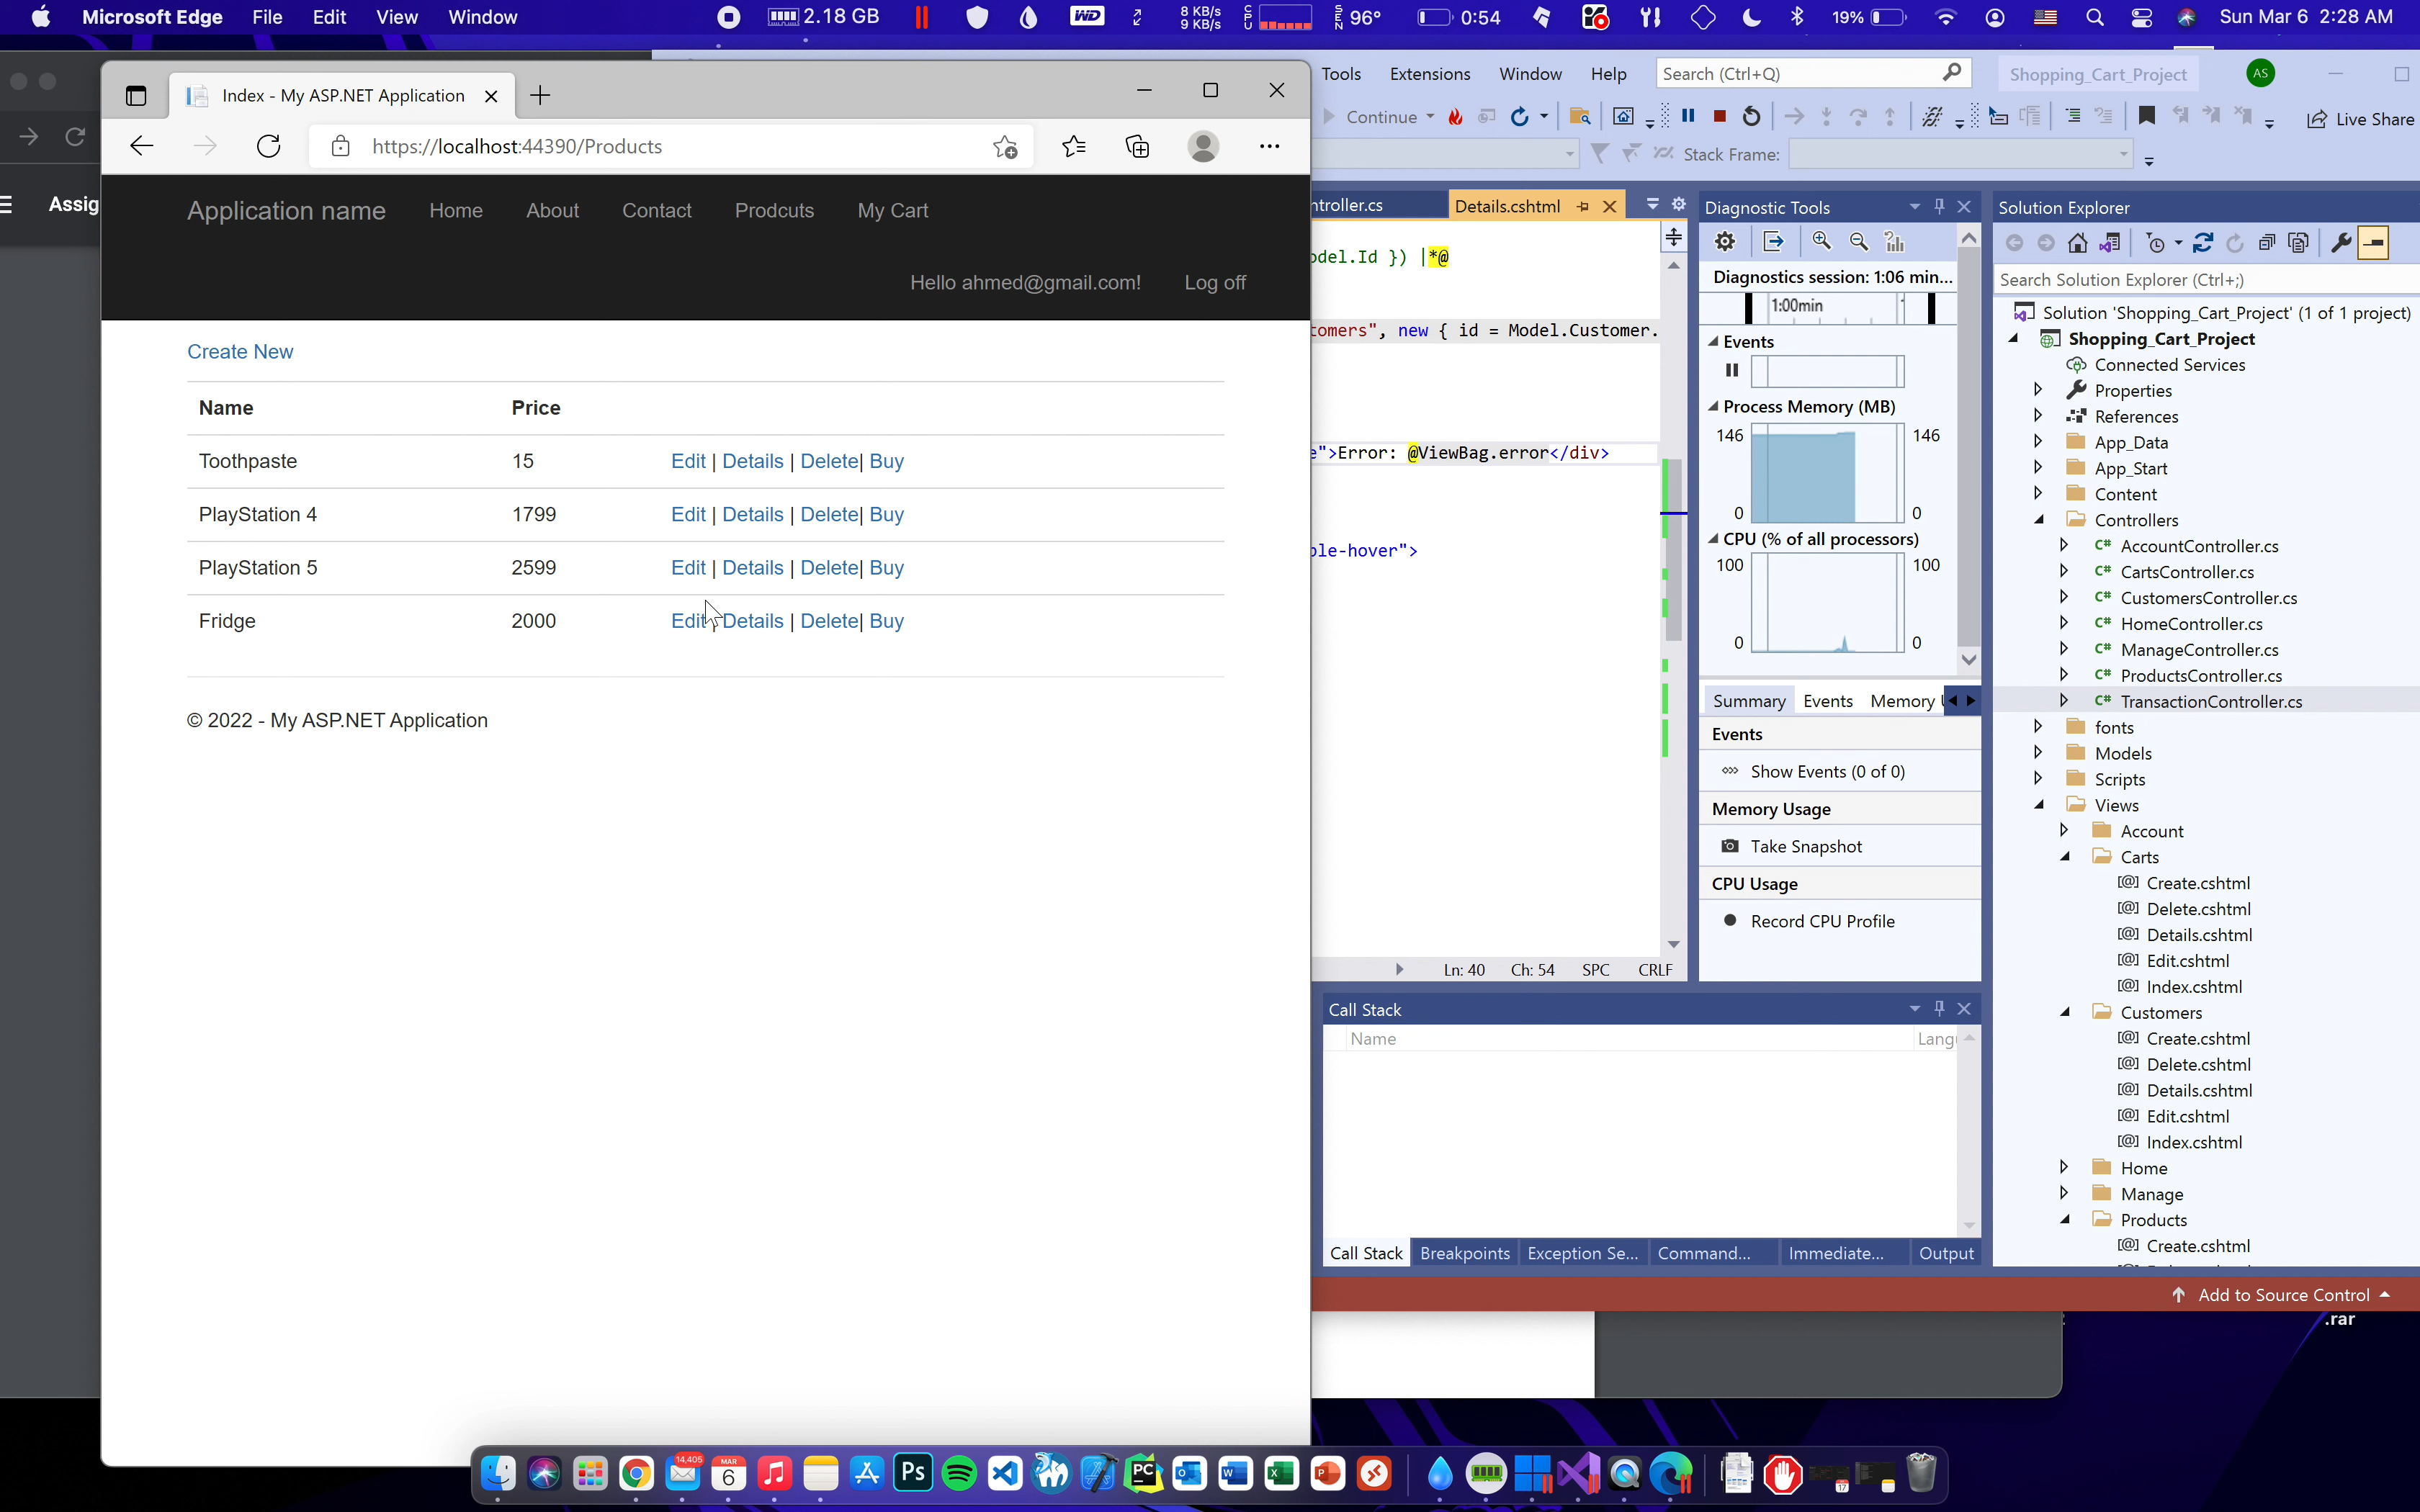 Microsoft Edge File Edit View Window
2.18 GB
WD
8 KB/s
9 KB/s
CPU
SEN
96°
0:54
19%
Sun Mar 6 2:28 AM
Assig
Index - My ASP.NET Application
https://localhost:44390/Products
Application name Home About Contact Prodcuts My Cart
Hello ahmed@gmail.com! Log off
Create New
Name Price
Toothpaste 15 Edit | Details | Delete| Buy
PlayStation 4 1799 Edit | Details | Delete| Buy
PlayStation 5 2599 Edit | Details | Delete| Buy
Fridge 2000 Edit | Details | Delete| Buy
© 2022 - My ASP.NET Application
Tools Extensions Window Help Search (Ctrl+Q) Shopping_Cart_Project AS
Continue
Live Share
Stack Frame:
ntroller.cs Details.cshtml
odel.Id }) |*@
tomers", new { id = Model.Customer.
e">Error: @ViewBag.error</div>
ble-hover">
Ln: 40 Ch: 54 SPC CRLF
Diagnostic Tools
Diagnostics session: 1:06 min...
1:00min
Events
Process Memory (MB)
146 146
0 0
CPU (% of all processors)
100 100
0 0
Summary Events Memory U
Events
Show Events (0 of 0)
Memory Usage
Take Snapshot
CPU Usage
Record CPU Profile
Call Stack
Name Langu
Call Stack Breakpoints Exception Se... Command... Immediate... Output
Solution Explorer
Search Solution Explorer (Ctrl+;)
Solution 'Shopping_Cart_Project' (1 of 1 project)
Shopping_Cart_Project
Connected Services
Properties
References
App_Data
App_Start
Content
Controllers
C# AccountController.cs
C# CartsController.cs
C# CustomersController.cs
C# HomeController.cs
C# ManageController.cs
C# ProductsController.cs
C# TransactionController.cs
fonts
Models
Scripts
Views
Account
Carts
[@] Create.cshtml
[@] Delete.cshtml
[@] Details.cshtml
[@] Edit.cshtml
[@] Index.cshtml
Customers
[@] Create.cshtml
[@] Delete.cshtml
[@] Details.cshtml
[@] Edit.cshtml
[@] Index.cshtml
Home
Manage
Products
[@] Create.cshtml
Add to Source Control
.rar
14,405
MAR
6
Ps
PC
O
W
X
P
17